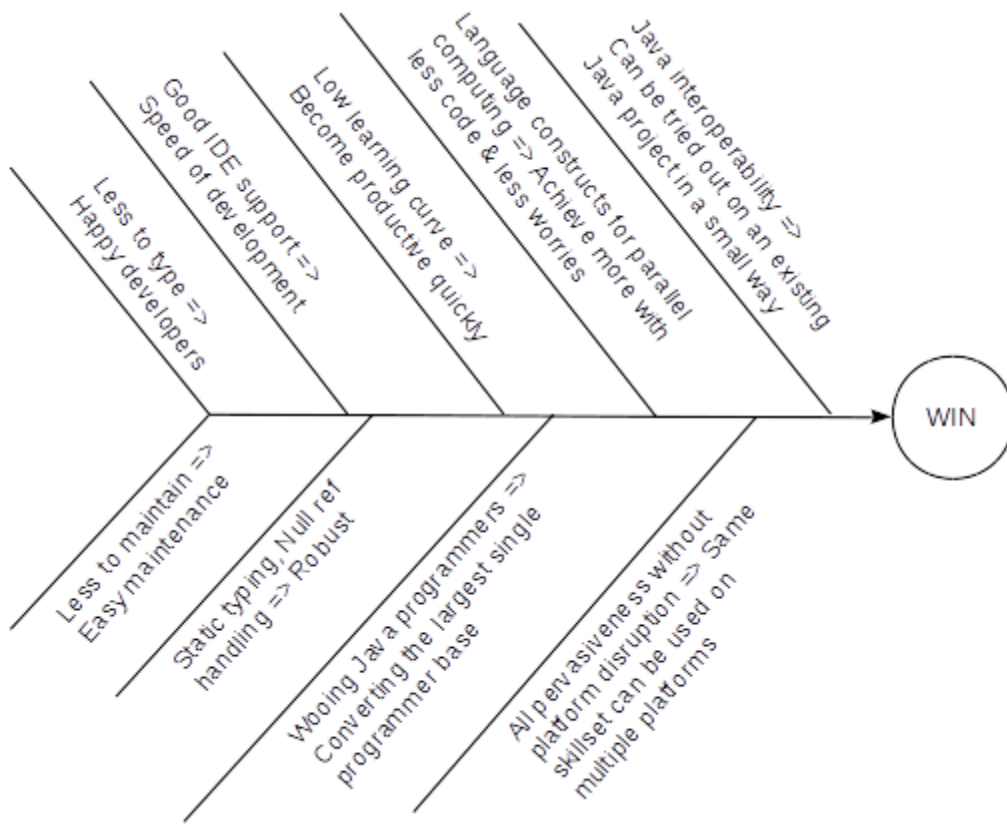 Less to type =>
Happy developers
Good IDE support =>
Speed of development
Low learning curve =>
Become productive quickly
Language constructs for parallel
computing => Achieve more with
less code & less worries
Java interoperability =>
Can be tried out on an existing
Java project in a small way
WIN
Less to maintain =>
Easy maintenance
Static typing, Null ref
handling => Robust
Wooing Java programmers =>
Converting the largest single
programmer base
All pervasiveness without
platform disruption => Same
skillset can be used on
multiple platforms